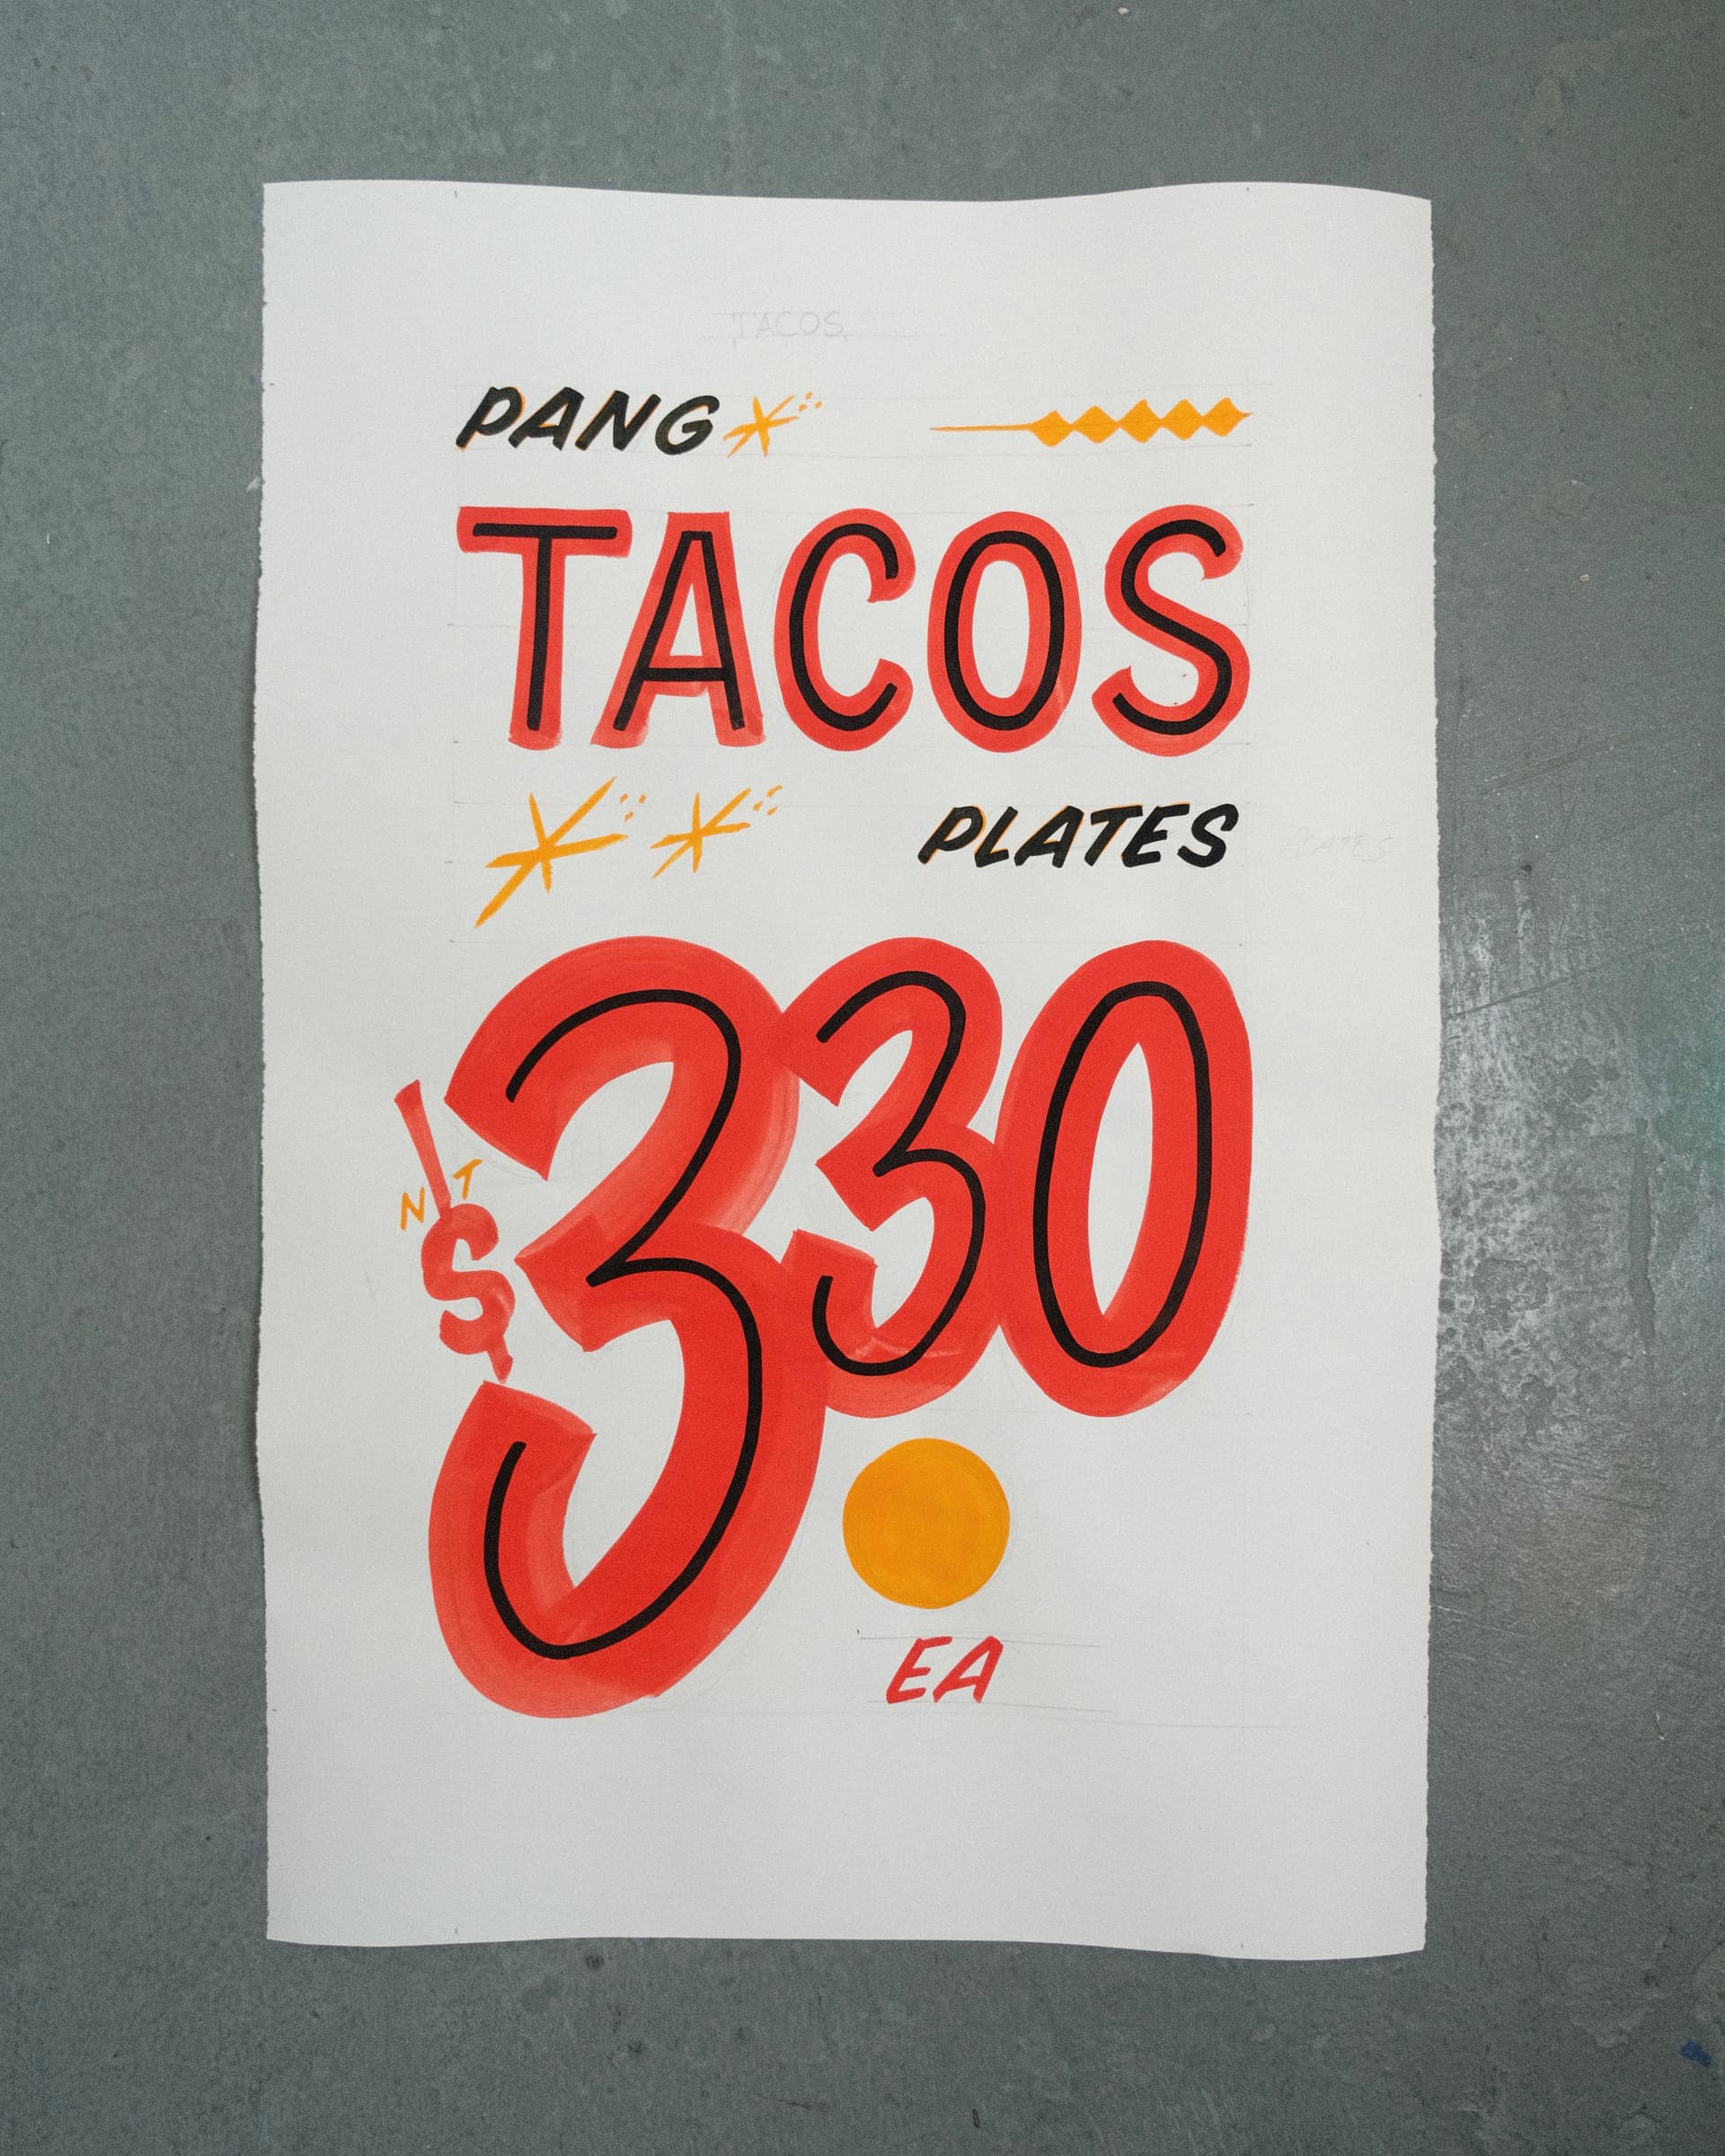 TACOS
PANG
TACOS
PLATES PLATES
NT$330
EA